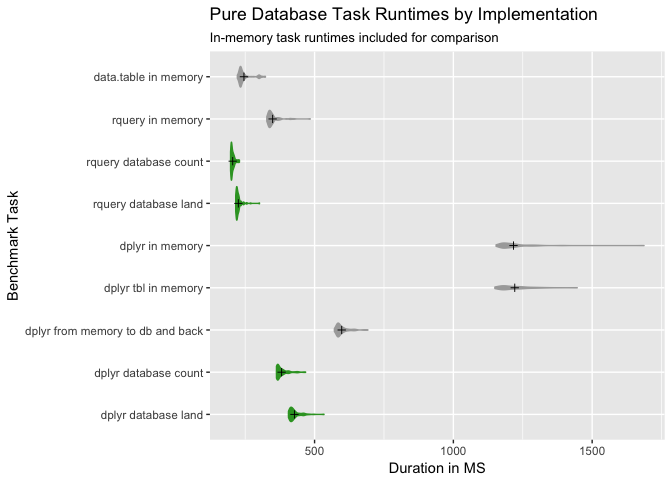 Pure Database Task Runtimes by Implementation
In-memory task runtimes included for comparison
Benchmark Task
data.table in memory
rquery in memory
rquery database count
rquery database land
dplyr in memory
dplyr tbl in memory
dplyr from memory to db and back
dplyr database count
dplyr database land
500
1000
1500
Duration in MS